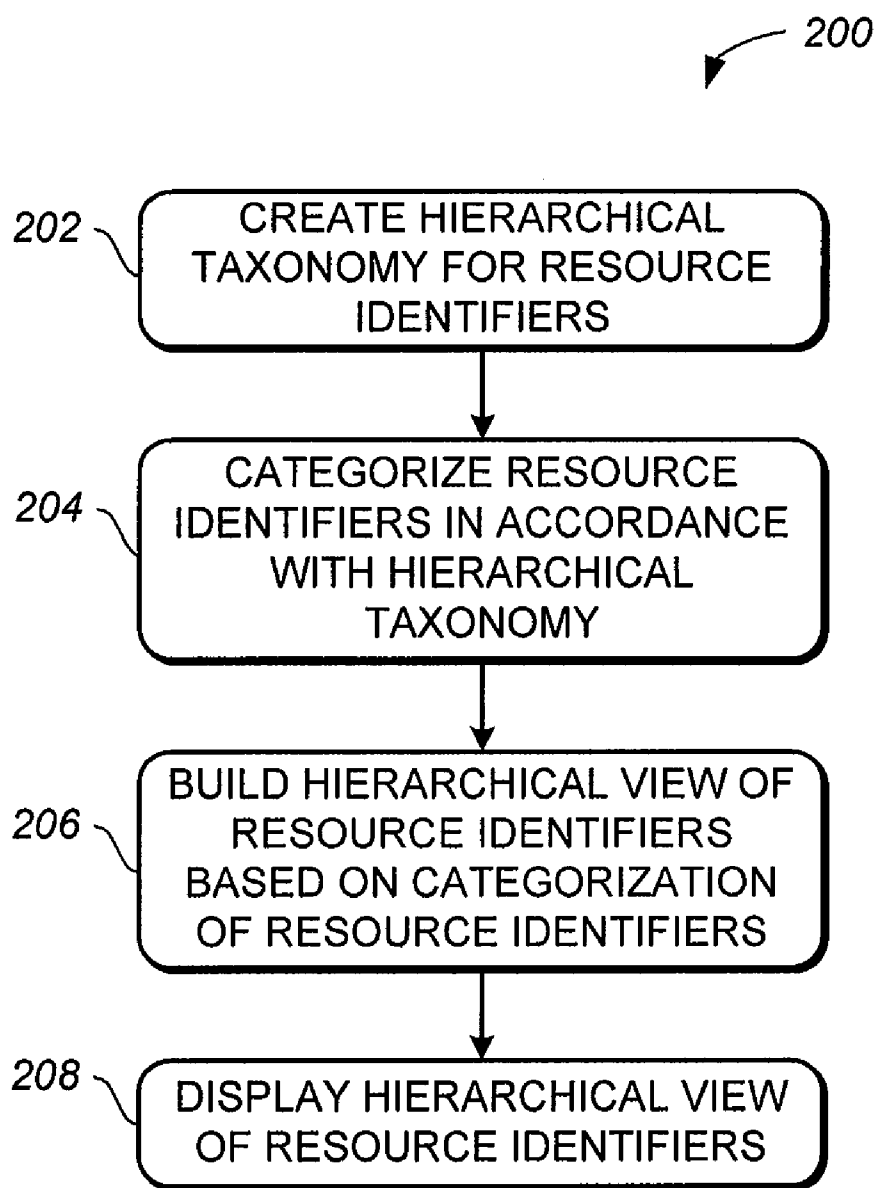 200
202
CREATE HIERARCHICAL
TAXONOMY FOR RESOURCE
IDENTIFIERS
204
CATEGORIZE RESOURCE
IDENTIFIERS IN ACCORDANCE
WITH HIERARCHICAL
TAXONOMY
206
BUILD HIERARCHICAL VIEW OF
RESOURCE IDENTIFIERS
BASED ON CATEGORIZATION
OF RESOURCE IDENTIFIERS
208
DISPLAY HIERARCHICAL VIEW
OF RESOURCE IDENTIFIERS